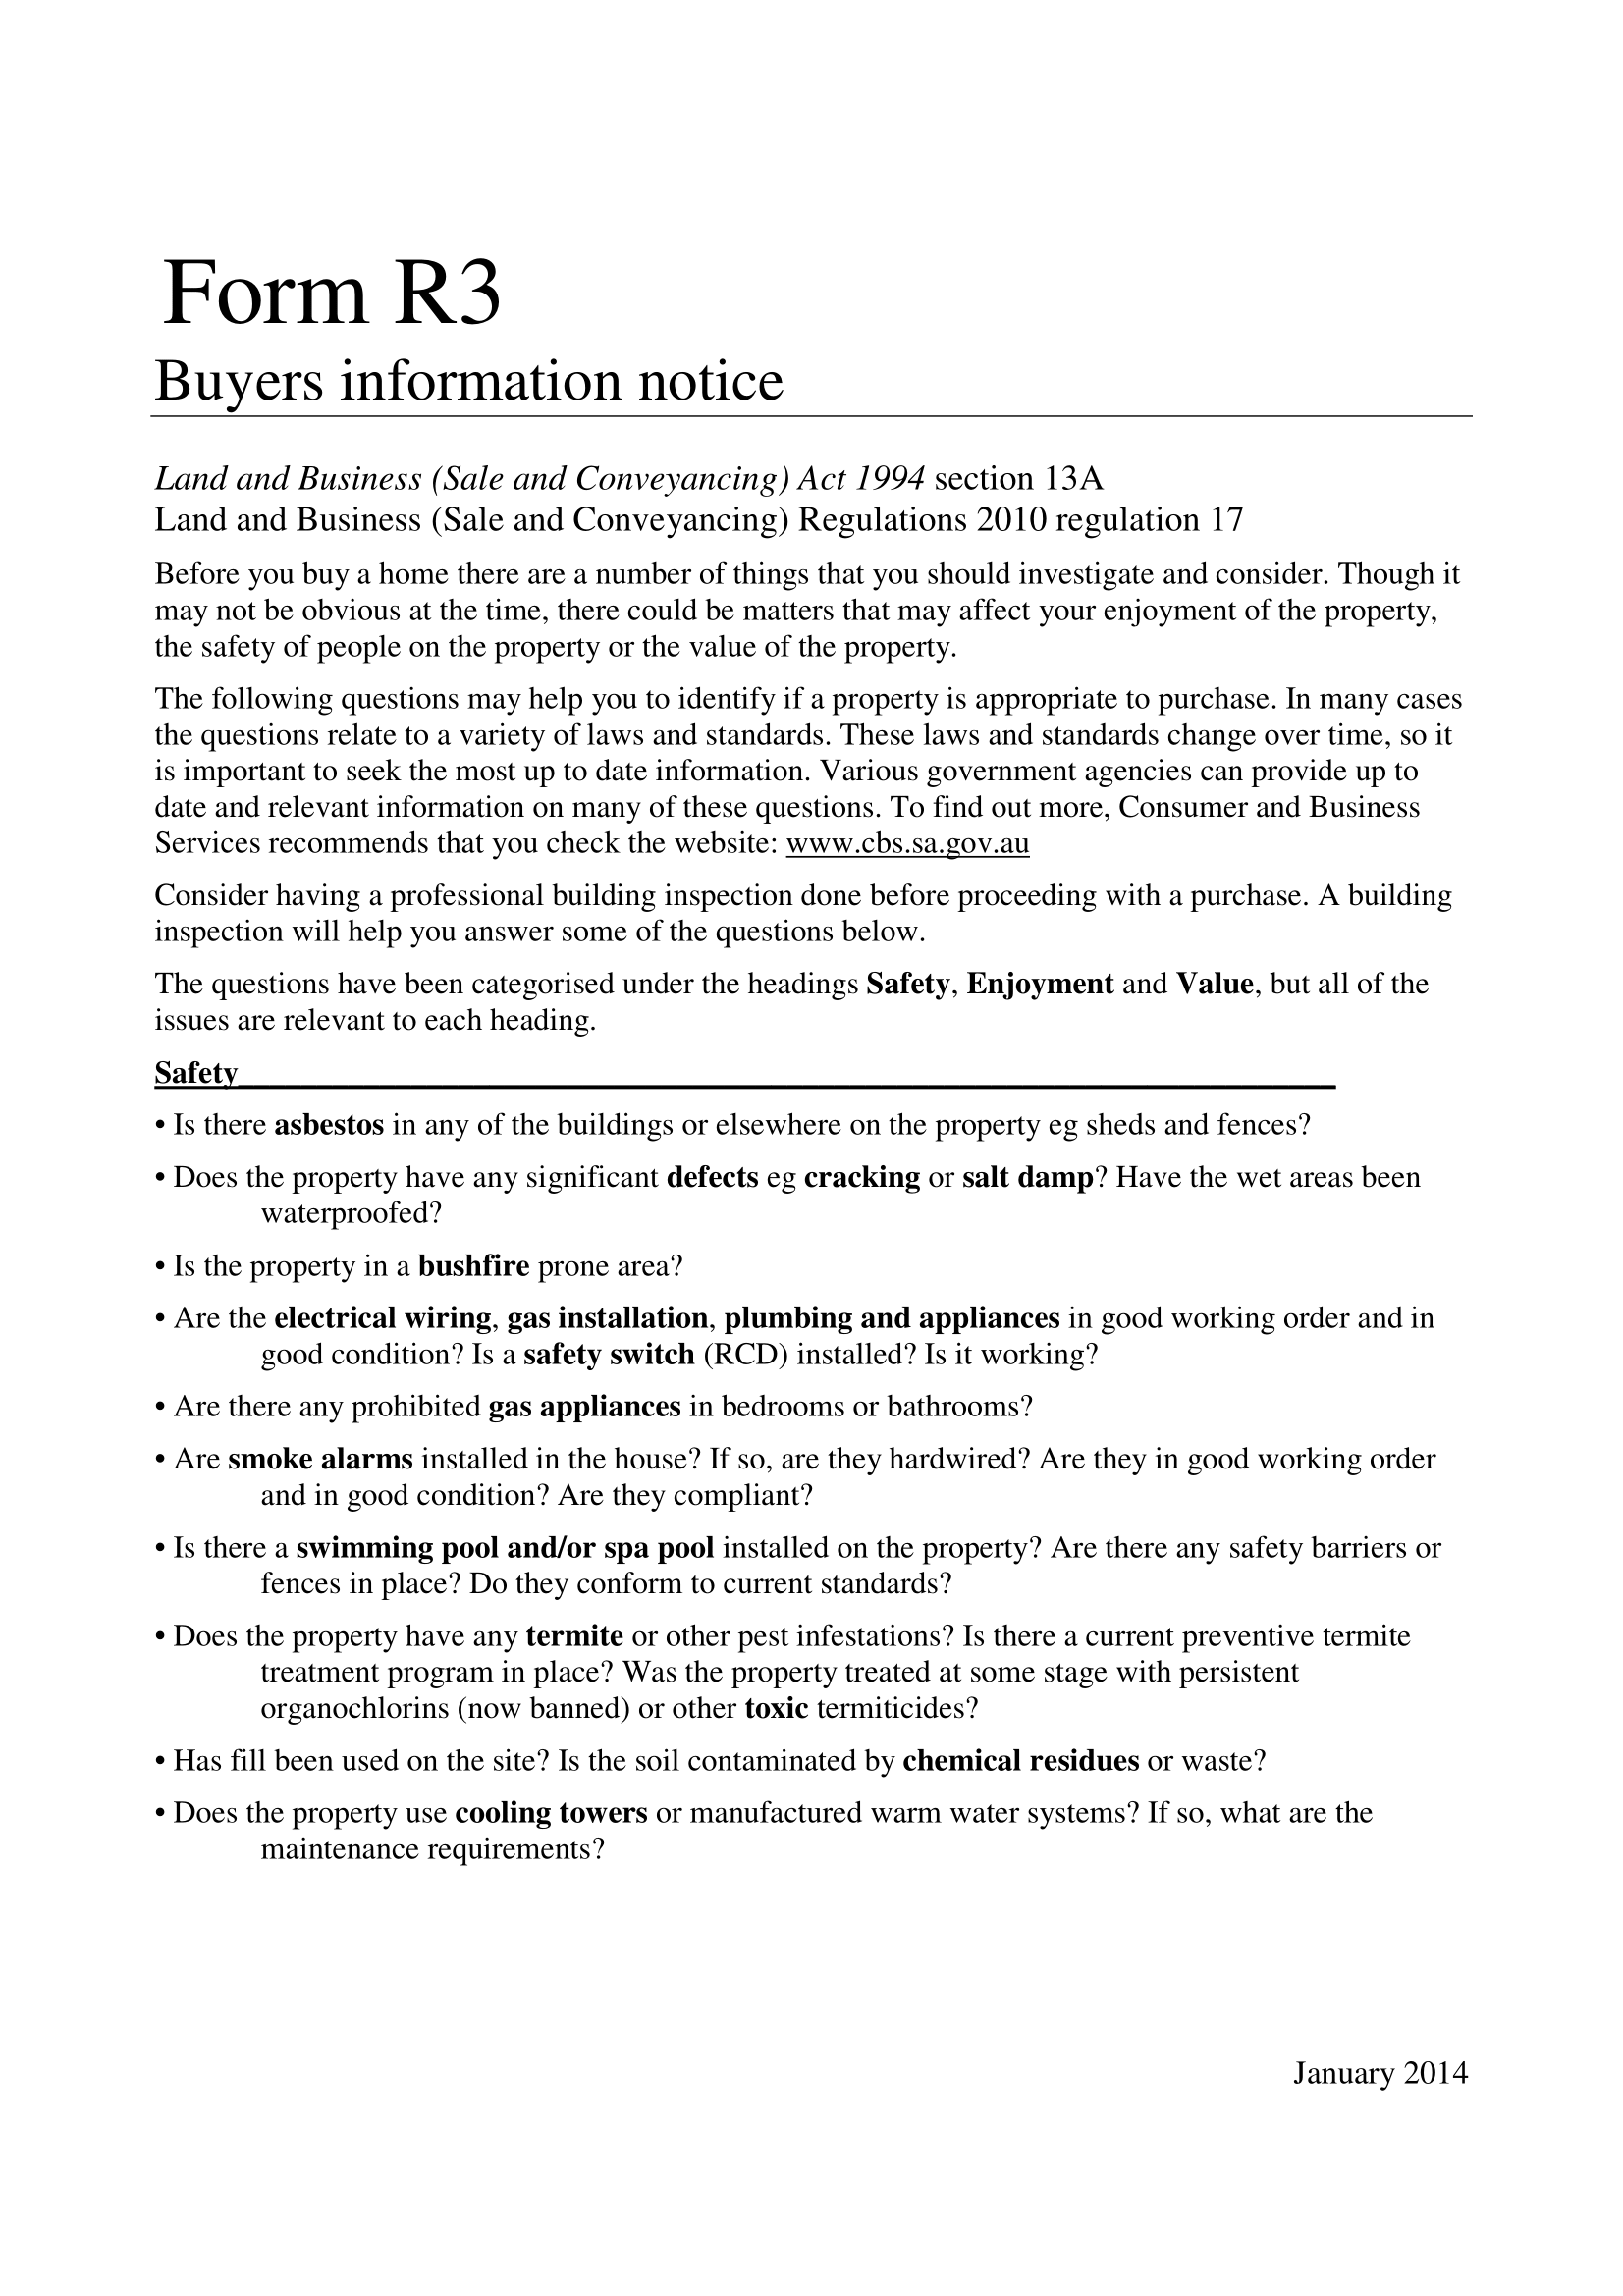 Form R3
Buyers information notice
Land and Business (Sale and Conveyancing) Act 1994 section 13A
Land and Business (Sale and Conveyancing) Regulations 2010 regulation 17
Before you buy a home there are a number of things that you should investigate and consider. Though it
may not be obvious at the time, there could be matters that may affect your enjoyment of the property,
the safety of people on the property or the value of the property.
The following questions may help you to identify if a property is appropriate to purchase. In many cases
the questions relate to a variety of laws and standards. These laws and standards change over time, so it
is important to seek the most up to date information. Various government agencies can provide up to
date and relevant information on many of these questions. To find out more, Consumer and Business
Services recommends that you check the website: www.cbs.sa.gov.au
Consider having a professional building inspection done before proceeding with a purchase. A building
inspection will help you answer some of the questions below.
The questions have been categorised under the headings Safety, Enjoyment and Value, but all of the
issues are relevant to each heading.
Safety
• Is there asbestos in any of the buildings or elsewhere on the property eg sheds and fences?
• Does the property have any significant defects eg cracking or salt damp? Have the wet areas been
waterproofed?
• Is the property in a bushfire prone area?
• Are the electrical wiring, gas installation, plumbing and appliances in good working order and in
good condition? Is a safety switch (RCD) installed? Is it working?
• Are there any prohibited gas appliances in bedrooms or bathrooms?
• Are smoke alarms installed in the house? If so, are they hardwired? Are they in good working order
and in good condition? Are they compliant?
• Is there a swimming pool and/or spa pool installed on the property? Are there any safety barriers or
fences in place? Do they conform to current standards?
• Does the property have any termite or other pest infestations? Is there a current preventive termite
treatment program in place? Was the property treated at some stage with persistent
organochlorins (now banned) or other toxic termiticides?
• Has fill been used on the site? Is the soil contaminated by chemical residues or waste?
• Does the property use cooling towers or manufactured warm water systems? If so, what are the
maintenance requirements?
January 2014